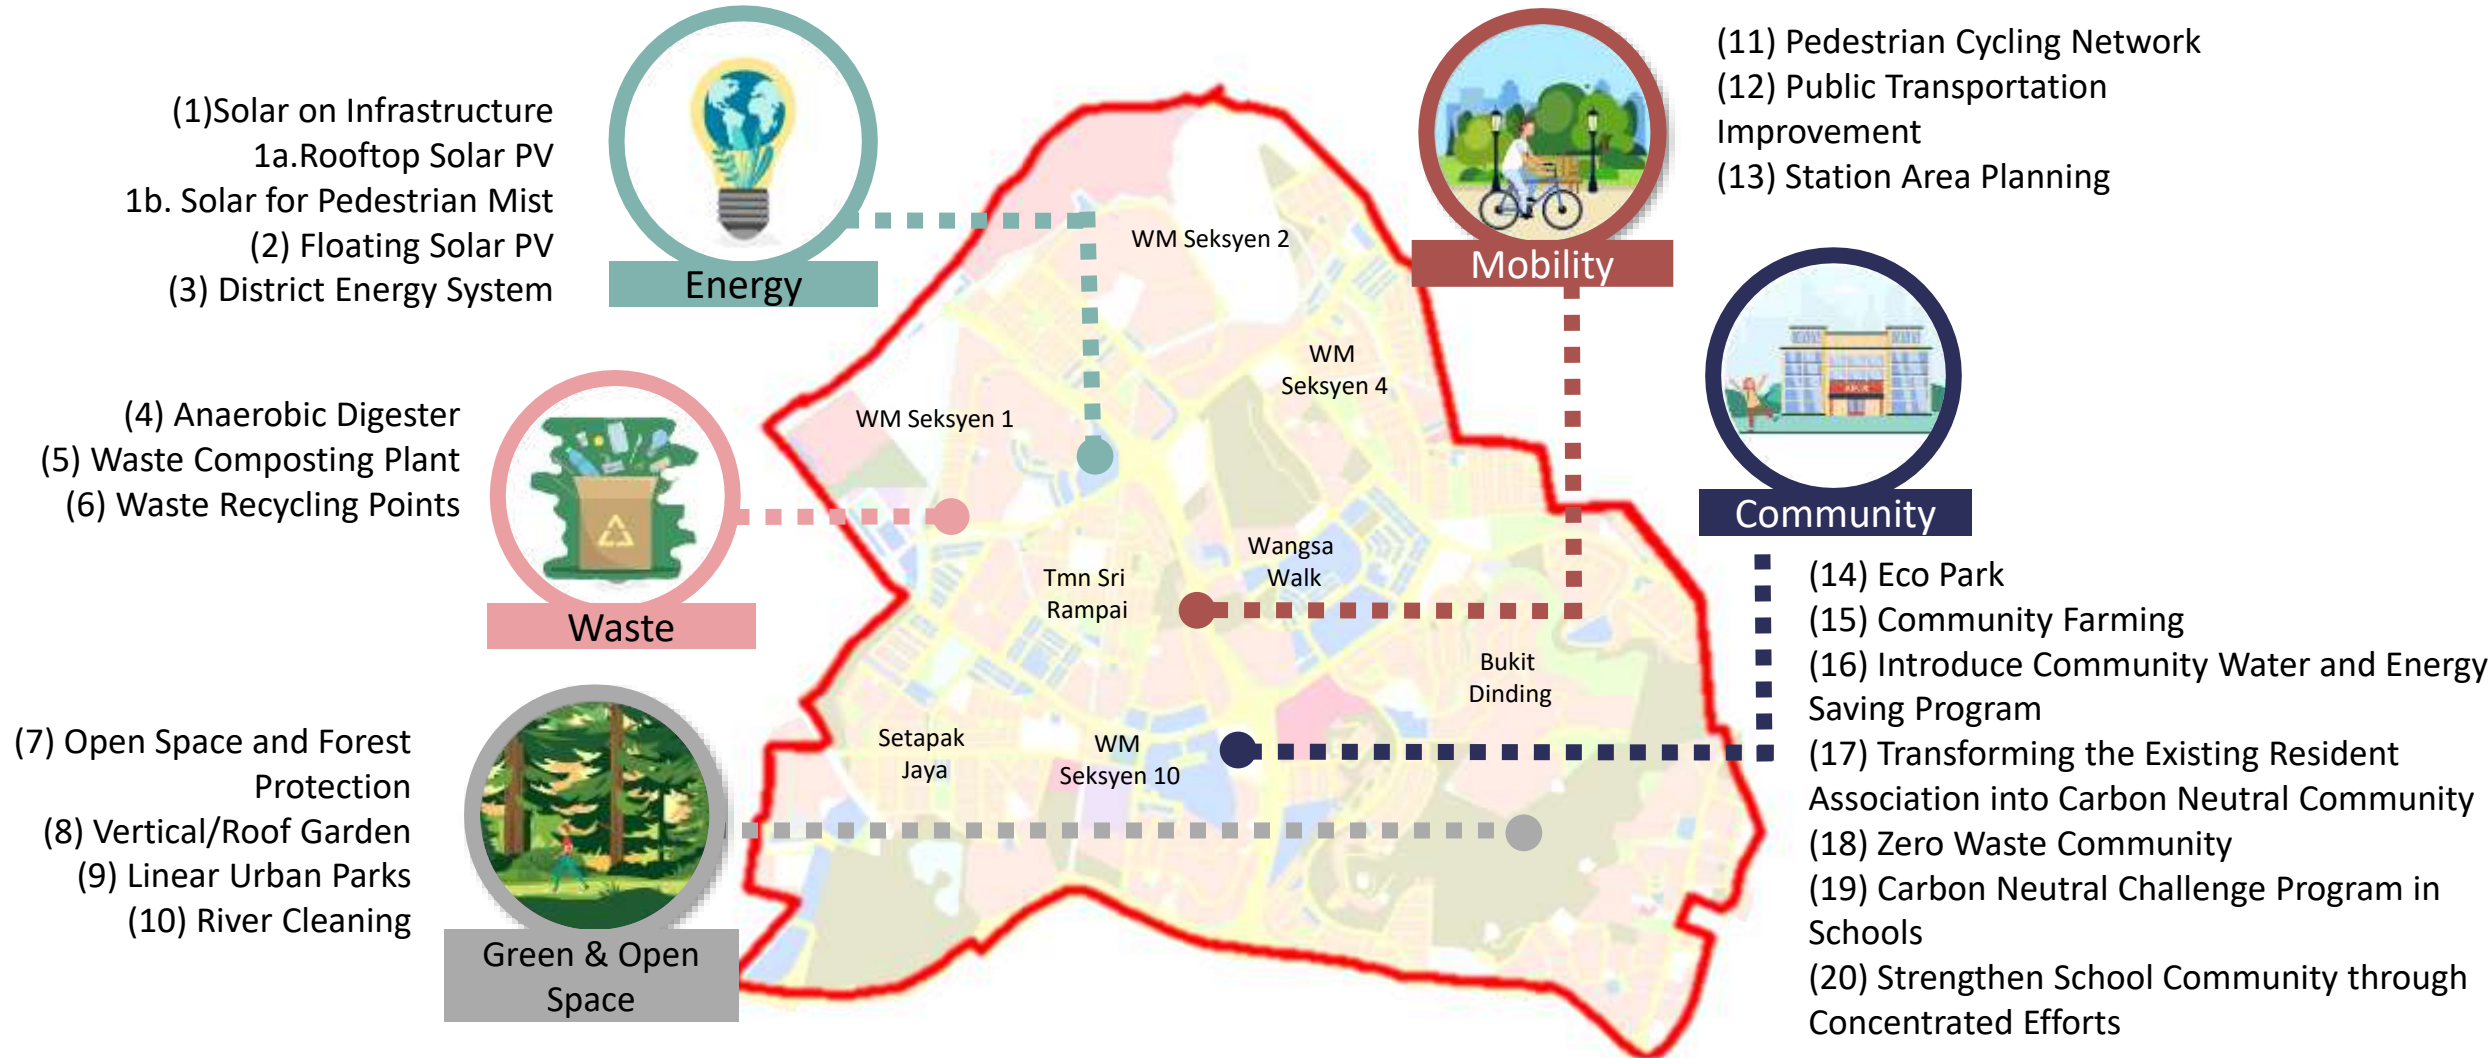 (1)Solar on Infrastructure
1a.Rooftop Solar PV
1b. Solar for Pedestrian Mist
(2) Floating Solar PV
(3) District Energy System
Energy
(4) Anaerobic Digester
(5) Waste Composting Plant
(6) Waste Recycling Points
Waste
(7) Open Space and Forest
Protection
(8) Vertical/Roof Garden
(9) Linear Urban Parks
(10) River Cleaning
Green & Open
Space
WM Seksyen 2
WM
Seksyen 4
WM Seksyen 1
Wangsa
Walk
Tmn Sri
Rampai
Bukit
Dinding
Setapak
Jaya
WM
Seksyen 10
(11) Pedestrian Cycling Network
(12) Public Transportation
Improvement
(13) Station Area Planning
Mobility
Community
(14) Eco Park
(15) Community Farming
(16) Introduce Community Water and Energy
Saving Program
(17) Transforming the Existing Resident
Association into Carbon Neutral Community
(18) Zero Waste Community
(19) Carbon Neutral Challenge Program in
Schools
(20) Strengthen School Community through
Concentrated Efforts